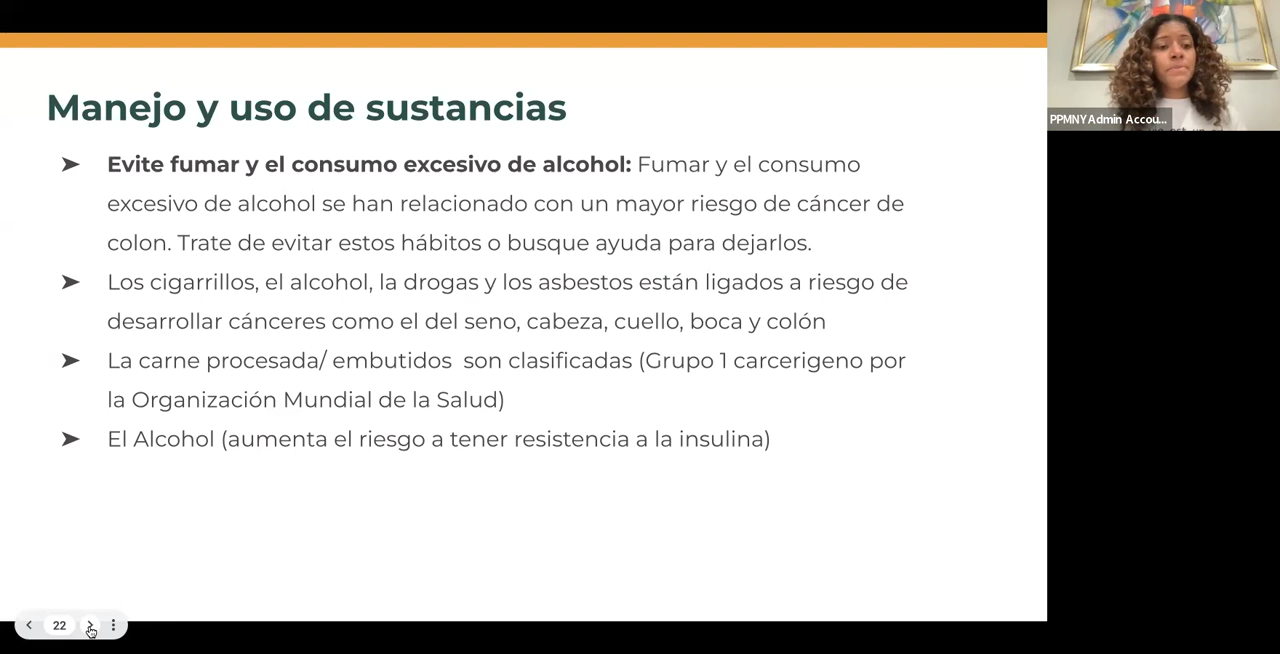 Manejo y uso de sustancias
➤ Evite fumar y el consumo excesivo de alcohol: Fumar y el consumo
excesivo de alcohol se han relacionado con un mayor riesgo de cáncer de
colon. Trate de evitar estos hábitos o busque ayuda para dejarlos.
➤ Los cigarrillos, el alcohol, la drogas y los asbestos están ligados a riesgo de
desarrollar cánceres como el del seno, cabeza, cuello, boca y colón
➤ La carne procesada/ embutidos son clasificadas (Grupo 1 carcerigeno por
la Organización Mundial de la Salud)
➤ El Alcohol (aumenta el riesgo a tener resistencia a la insulina)
22
PPMNY Admin Accou...